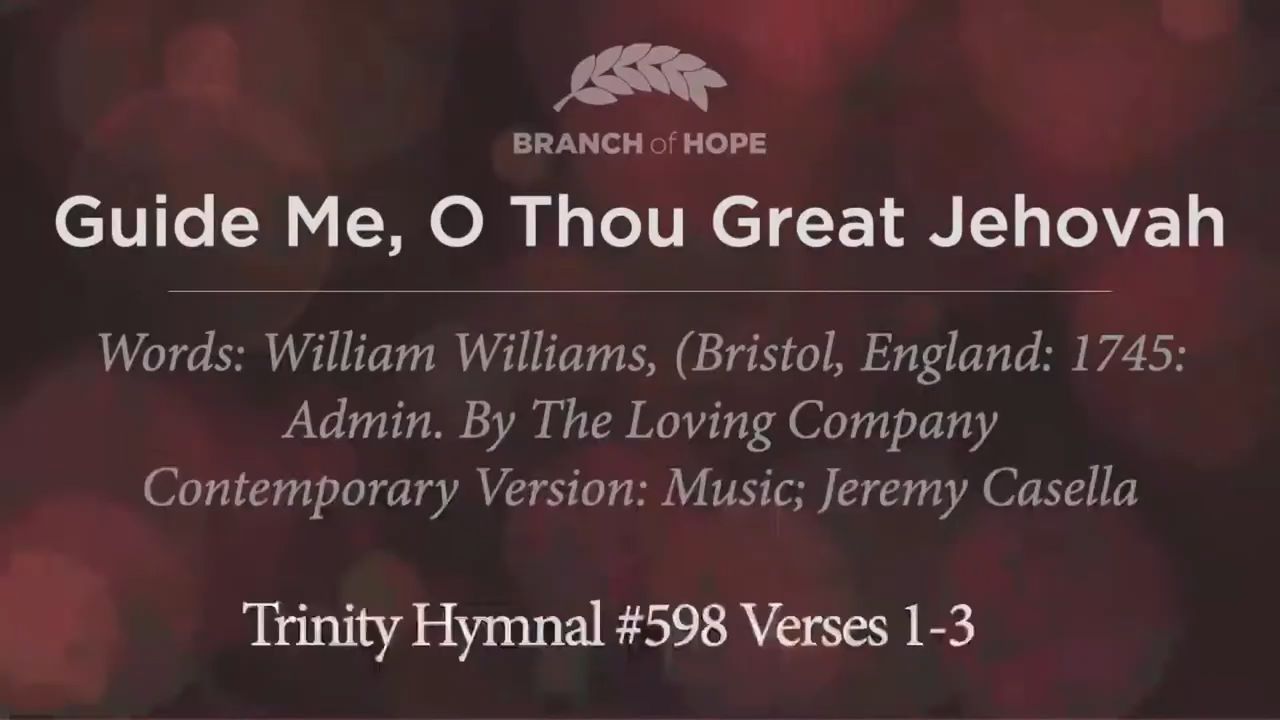 BRANCH of HOPE
Guide Me, O Thou Great Jehovah
Words: William Williams, (Bristol, England: 1745:
Admin. By The Loving Company
Contemporary Version: Music; Jeremy Casella
Trinity Hymnal #598 Verses 1-3